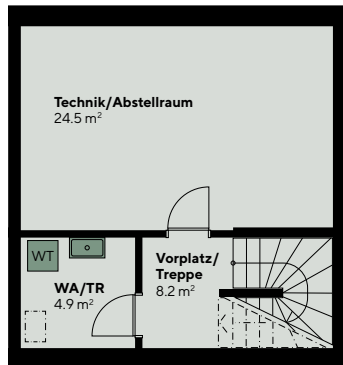 Technik/Abstellraum
24.5 m²
WT
WA/TR
4.9 m²
Vorplatz/
Treppe
8.2 m²